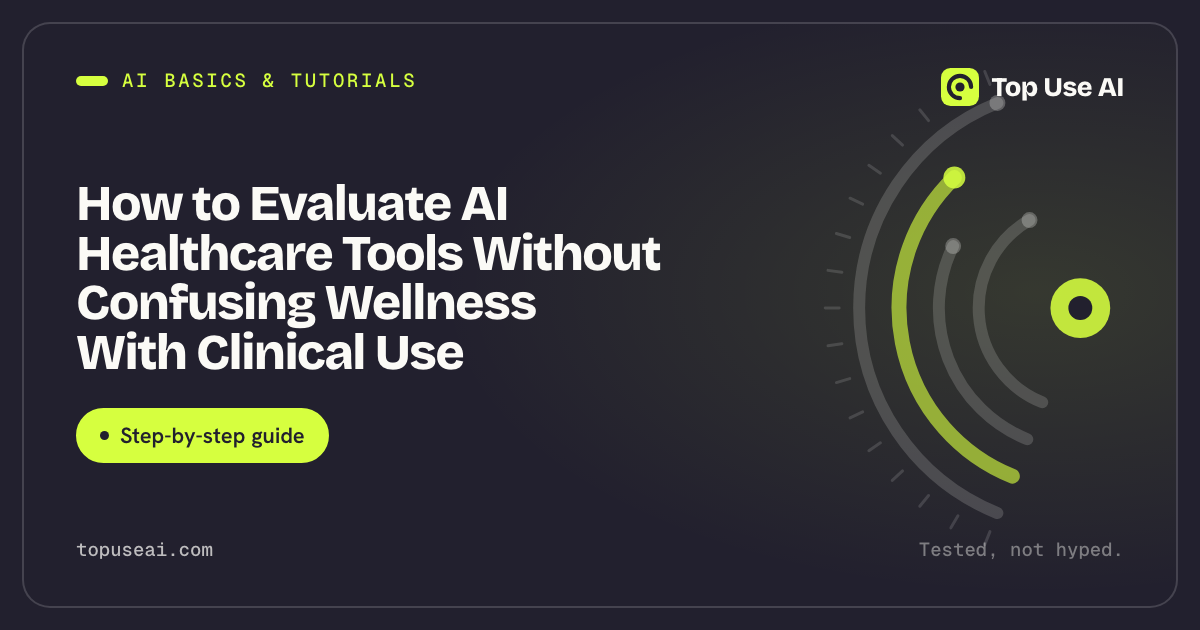 AI BASICS & TUTORIALS
Top Use AI
How to Evaluate AI
Healthcare Tools Without
Confusing Wellness
With Clinical Use
Step-by-step guide
topuseai.com
Tested, not hyped.